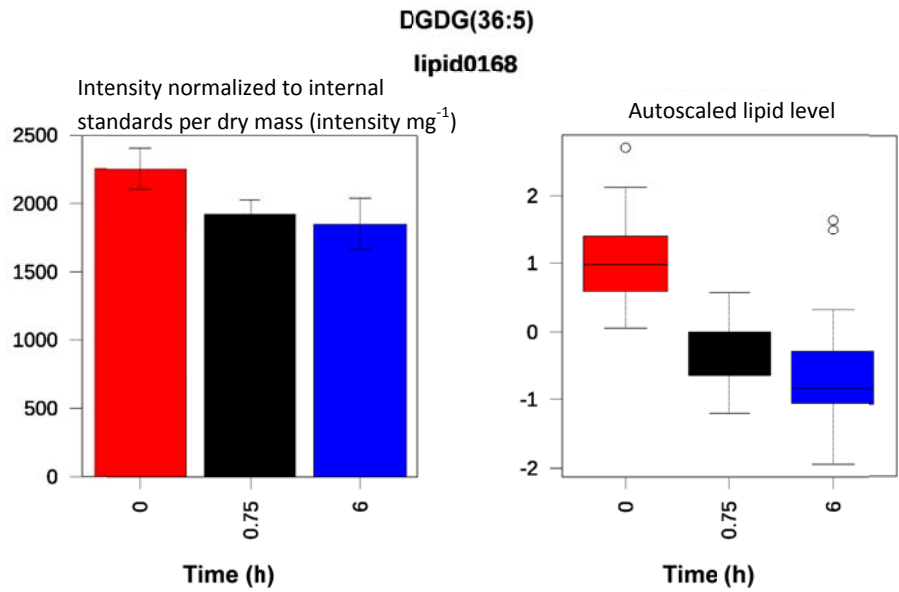 DGDG(36:5)
lipid0168
Intensity normalized to internal
standards per dry mass (intensity mg⁻¹)
2500
2000
1500
1000
500
0
0
0.75
6
Time (h)
Autoscaled lipid level
2
1
0
-1
-2
0
0.75
6
Time (h)